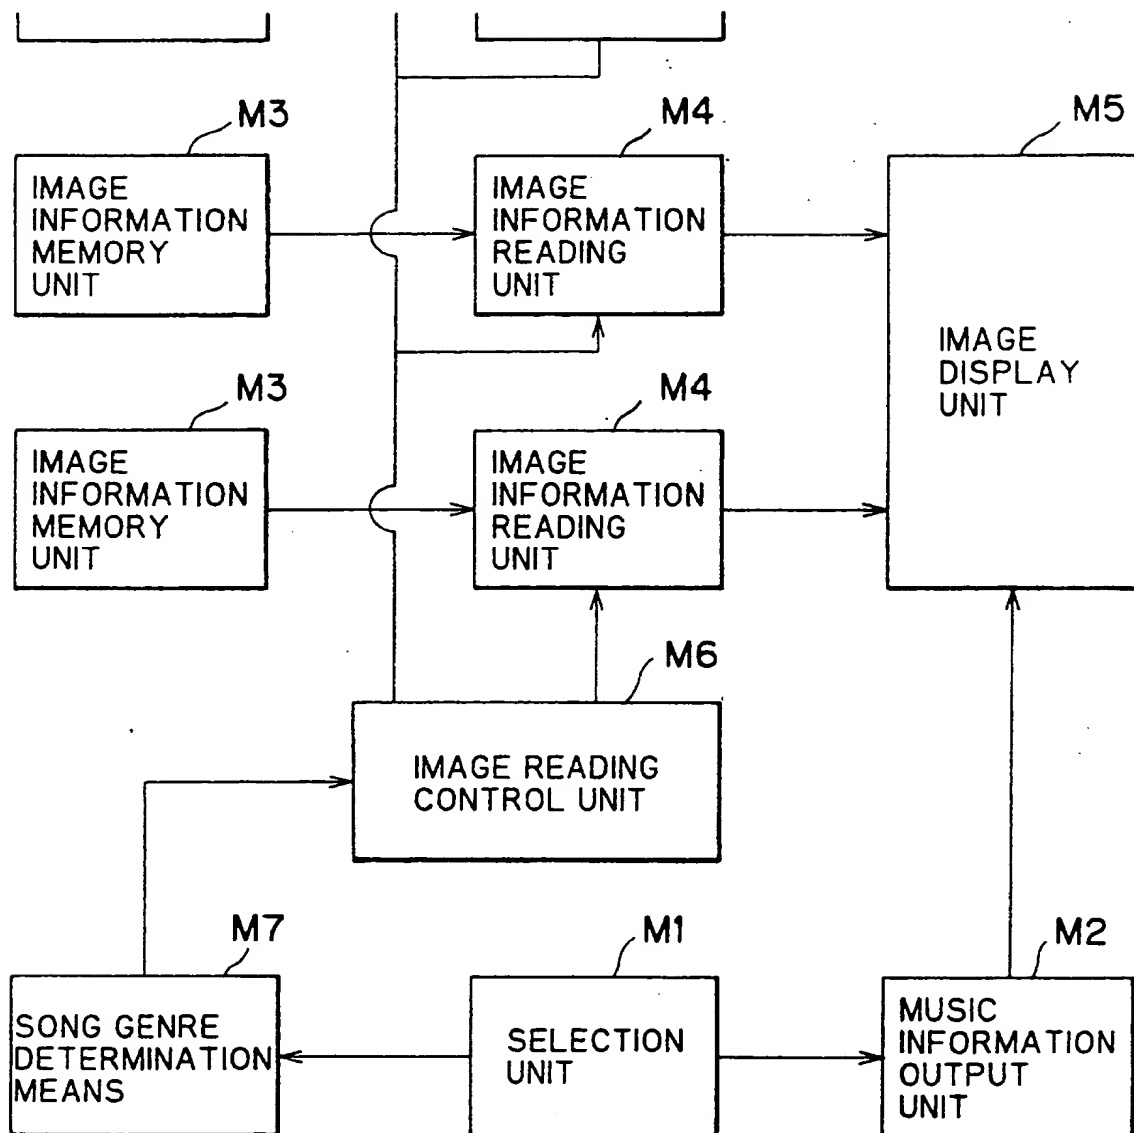 M3
M4
M5
IMAGE
INFORMATION
MEMORY
UNIT
IMAGE
INFORMATION
READING
UNIT
IMAGE
DISPLAY
UNIT
M3
M4
IMAGE
INFORMATION
MEMORY
UNIT
IMAGE
INFORMATION
READING
UNIT
M6
IMAGE READING
CONTROL UNIT
M7
M1
M2
SONG GENRE
DETERMINATION
MEANS
SELECTION
UNIT
MUSIC
INFORMATION
OUTPUT
UNIT